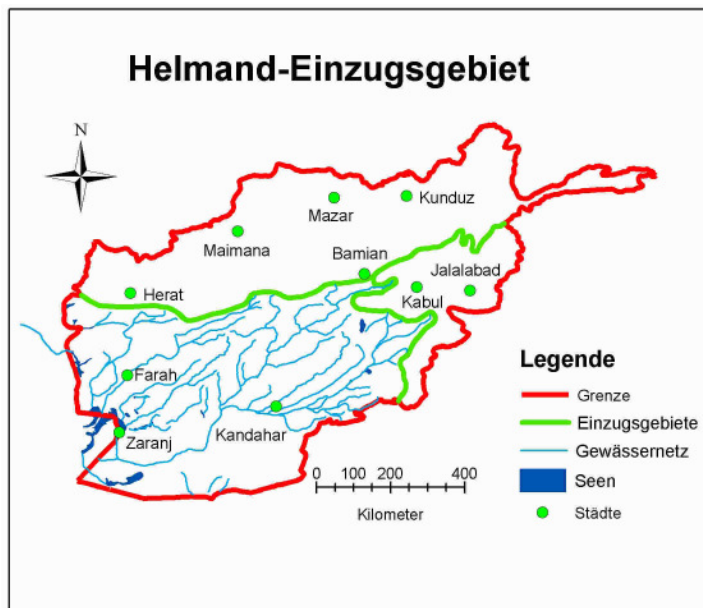 Helmand-Einzugsgebiet
N
Kunduz
Mazar
Maimana
Bamian
Jalalabad
Herat
Kabul
Farah
Kandahar
Zaranj
Legende
Grenze
Einzugsgebiete
Gewässernetz
Seen
Städte
0 100 200 400
Kilometer